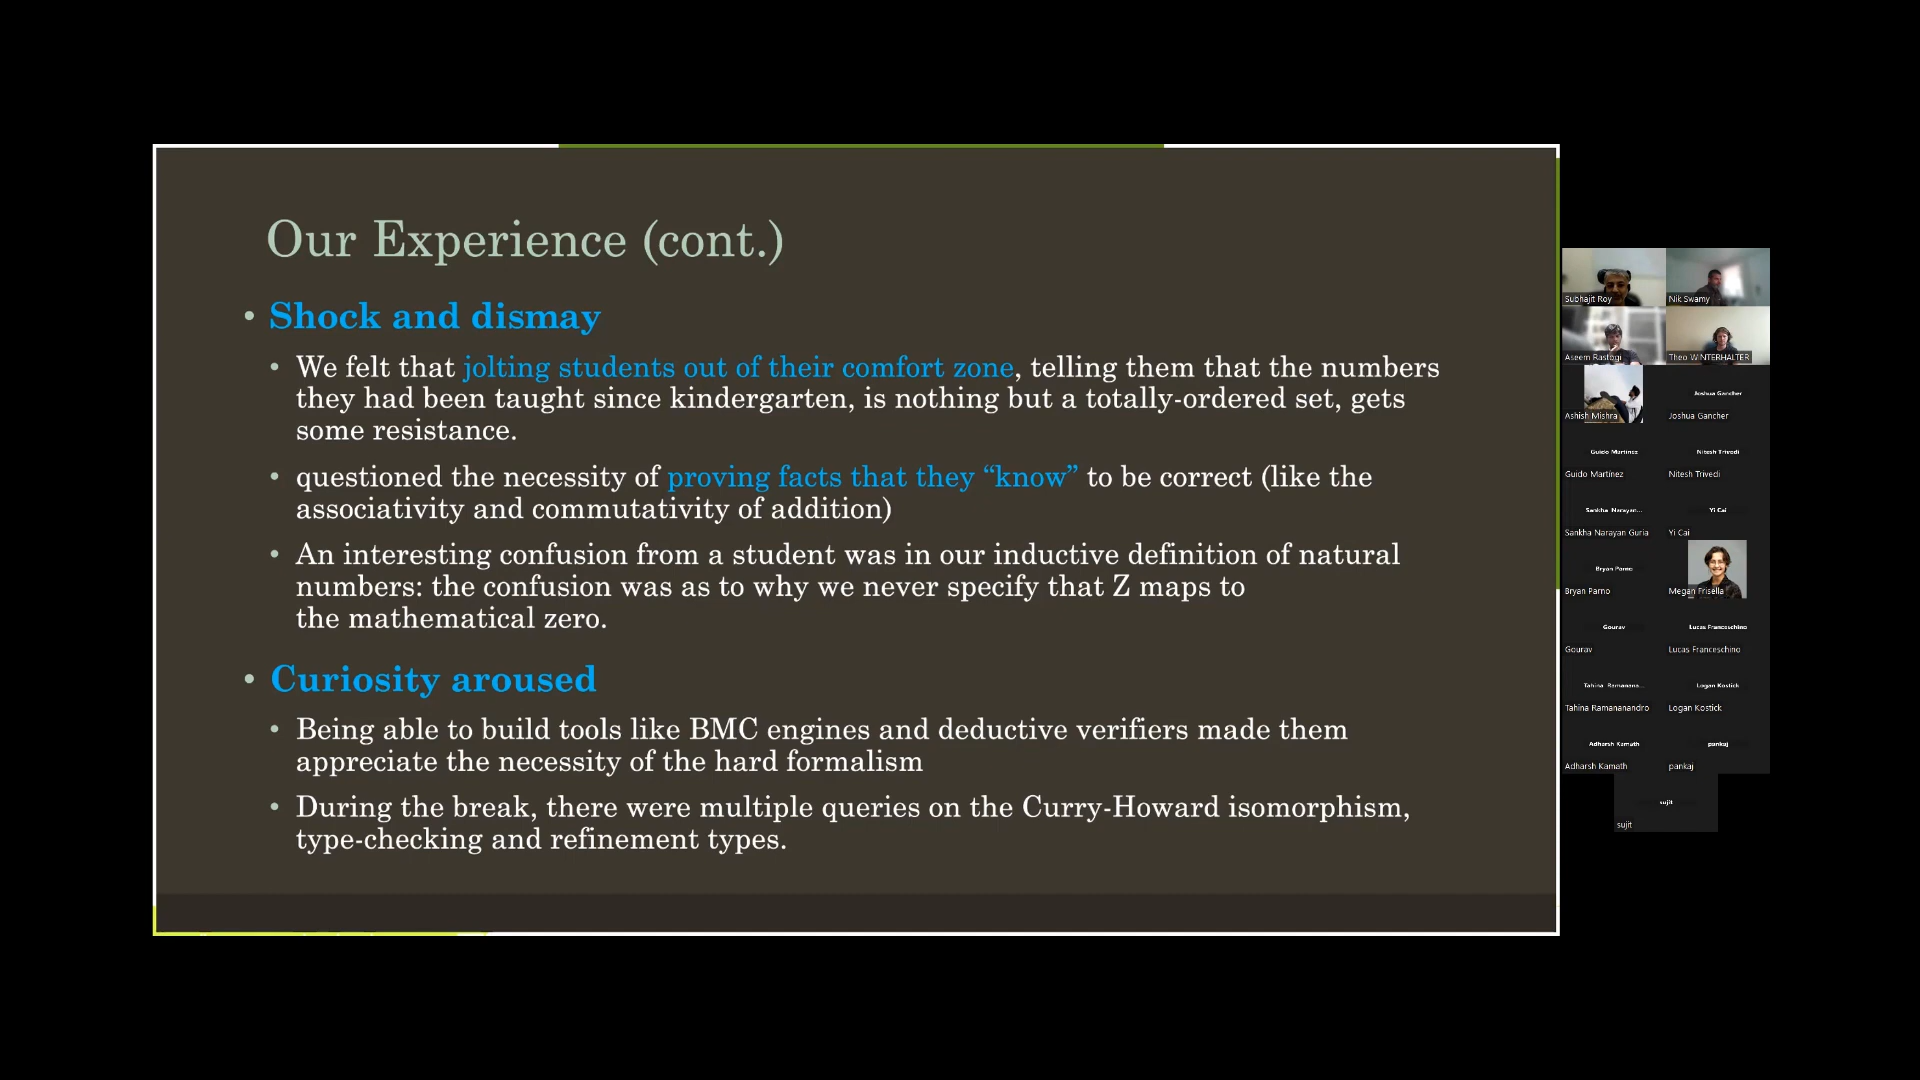 Our Experience (cont.)
• Shock and dismay
• We felt that jolting students out of their comfort zone, telling them that the numbers
they had been taught since kindergarten, is nothing but a totally-ordered set, gets
some resistance.
• questioned the necessity of proving facts that they “know” to be correct (like the
associativity and commutativity of addition)
• An interesting confusion from a student was in our inductive definition of natural
numbers: the confusion was as to why we never specify that Z maps to
the mathematical zero.
• Curiosity aroused
• Being able to build tools like BMC engines and deductive verifiers made them
appreciate the necessity of the hard formalism
• During the break, there were multiple queries on the Curry-Howard isomorphism,
type-checking and refinement types.
Subhajit Roy
Nik Swamy
Aseem Rastogi
Theo WINTERHALTER
Ashish Mishra
Joshua Gancher
Joshua Gancher
Guido Martínez
Guido Martínez
Nitesh Trivedi
Nitesh Trivedi
Sankha Narayan...
Sankha Narayan Guria
Yi Cai
Yi Cai
Bryan Parno
Bryan Parno
Megan Frisella
Gourav
Gourav
Lucas Franceschino
Lucas Franceschino
Tahina Ramanana...
Tahina Ramananandro
Logan Kostick
Logan Kostick
Adharsh Kamath
Adharsh Kamath
pankaj
pankaj
sujit
sujit